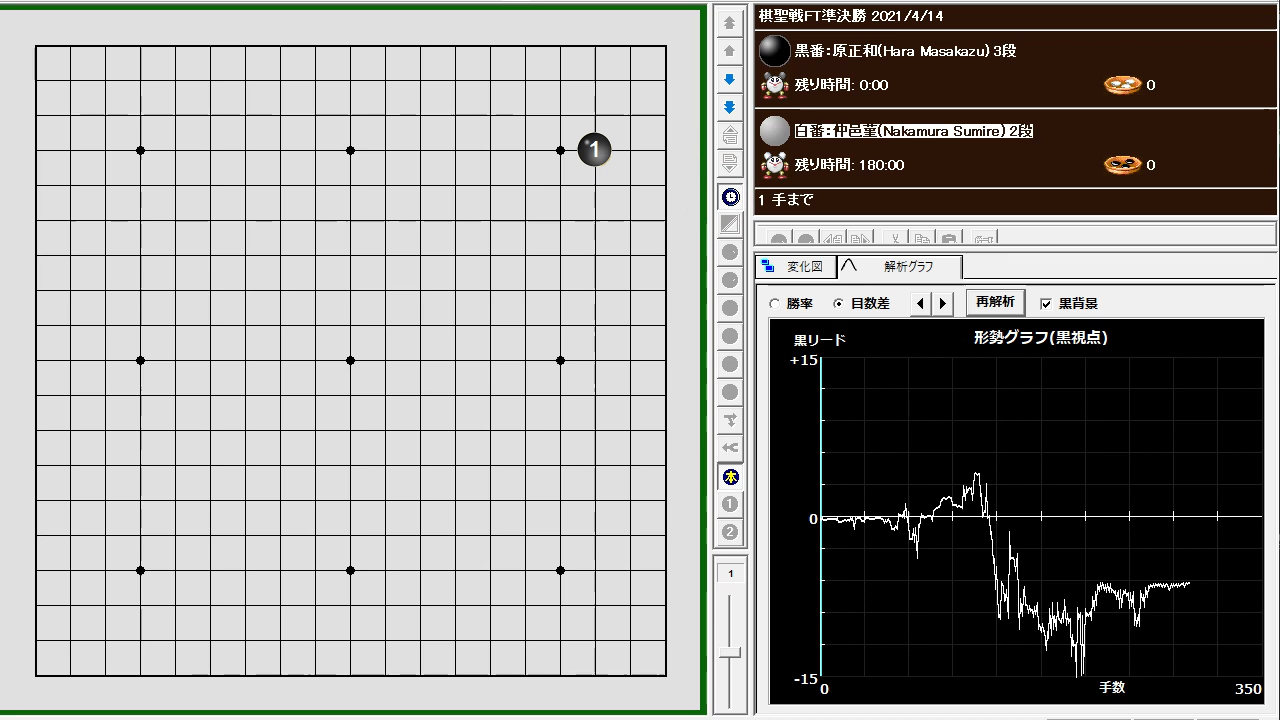 棋聖戦FT準決勝 2021/4/14
黒番:原正和(Hara Masakazu) 3段
残り時間: 0:00
0
白番:仲邑菫(Nakamura Sumire) 2段
残り時間: 180:00
0
1 手まで
変化図
解析グラフ
勝率
目数差
再解析
黒背景
黒リード
形勢グラフ(黒視点)
+15
0
-15
0
手数
350
1
1
2
1